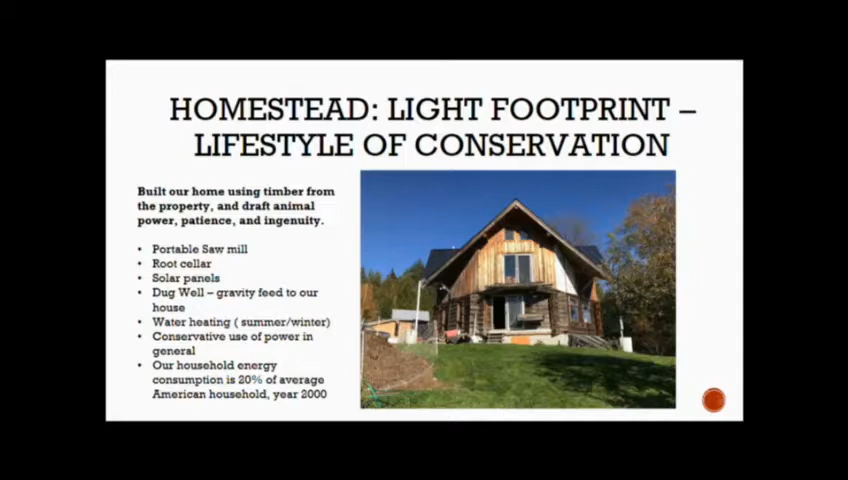 HOMESTEAD: LIGHT FOOTPRINT –
LIFESTYLE OF CONSERVATION
Built our home using timber from
the property, and draft animal
power, patience, and ingenuity.
• Portable Saw mill
• Root cellar
• Solar panels
• Dug Well – gravity feed to our
house
• Water heating ( summer/winter)
• Conservative use of power in
general
• Our household energy
consumption is 20% of average
American household, year 2000